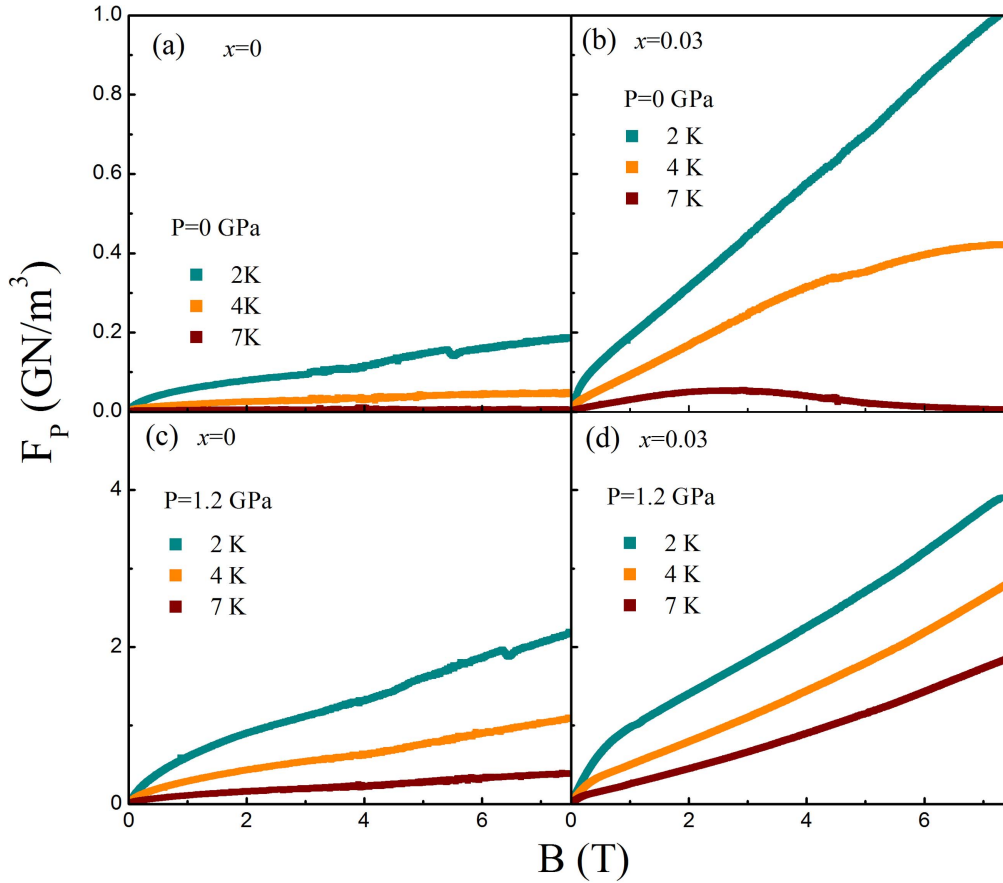 (a) x=0
P=0 GPa
2K
4K
7K
(b) x=0.03
P=0 GPa
2 K
4 K
7 K
(c) x=0
P=1.2 GPa
2 K
4 K
7 K
(d) x=0.03
P=1.2 GPa
2 K
4 K
7 K
1.0
0.8
0.6
0.4
0.2
0.0
4
2
0
0 2 4 6 0 2 4 6
F_P (GN/m³)
B (T)